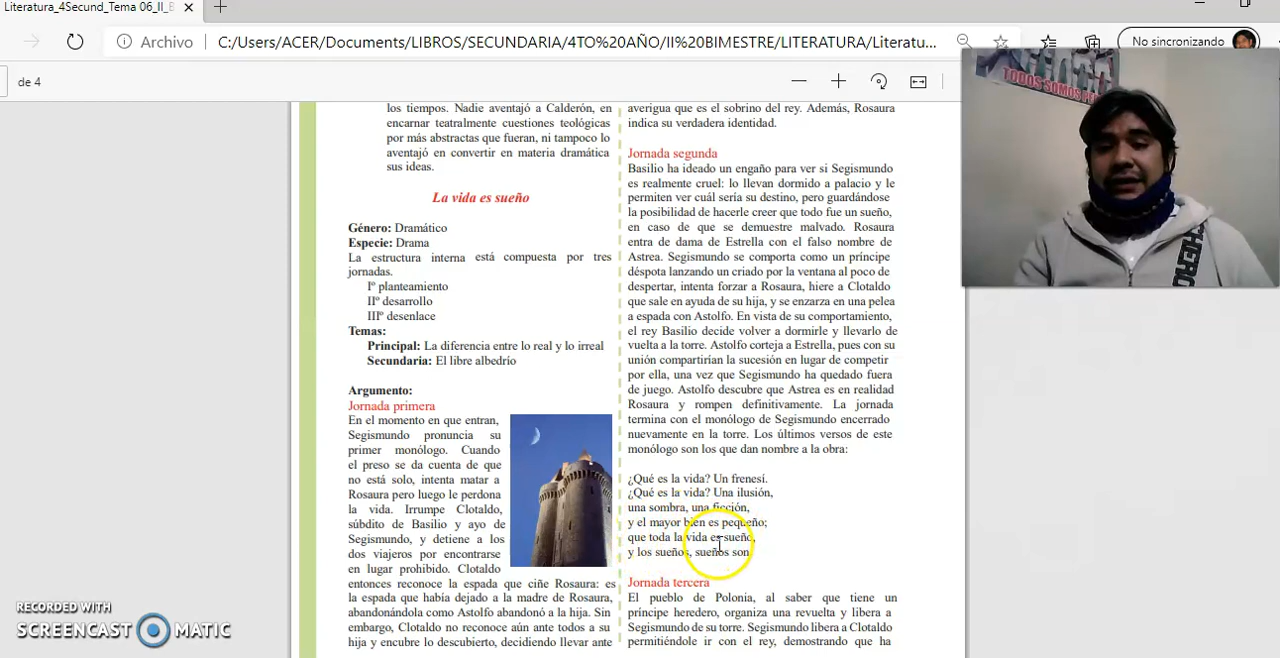 Literatura_4Secund_Tema 06_II_B
Archivo
C:/Users/ACER/Documents/LIBROS/SECUNDARIA/4TO%20AÑO/II%20BIMESTRE/LITERATURA/Literatu...
No sincronizando
de 4
TODOS SOMOS PE
CHERO
los tiempos. Nadie aventajó a Calderón, en
encarnar teatralmente cuestiones teológicas
por más abstractas que fueran, ni tampoco lo
aventajó en convertir en materia dramática
sus ideas.
La vida es sueño
Género: Dramático
Especie: Drama
La estructura interna está compuesta por tres
jornadas.
Iº planteamiento
IIº desarrollo
IIIº desenlace
Temas:
Principal: La diferencia entre lo real y lo irreal
Secundaria: El libre albedrío
Argumento:
Jornada primera
En el momento en que entran,
Segismundo pronuncia su
primer monólogo. Cuando
el preso se da cuenta de que
no está solo, intenta matar a
Rosaura pero luego le perdona
la vida. Irrumpe Clotaldo,
súbdito de Basilio y ayo de
Segismundo, y detiene a los
dos viajeros por encontrarse
en lugar prohibido. Clotaldo
entonces reconoce la espada que ciñe Rosaura: es
la espada que había dejado a la madre de Rosaura,
abandonándola como Astolfo abandonó a la hija. Sin
embargo, Clotaldo no reconoce aún ante todos a su
hija y encubre lo descubierto, decidiendo llevar ante
averigua que es el sobrino del rey. Además, Rosaura
indica su verdadera identidad.
Jornada segunda
Basilio ha ideado un engaño para ver si Segismundo
es realmente cruel: lo llevan dormido a palacio y le
permiten ver cuál sería su destino, pero guardándose
la posibilidad de hacerle creer que todo fue un sueño,
en caso de que se demuestre malvado. Rosaura
entra de dama de Estrella con el falso nombre de
Astrea. Segismundo se comporta como un príncipe
déspota lanzando un criado por la ventana al poco de
despertar, intenta forzar a Rosaura, hiere a Clotaldo
que sale en ayuda de su hija, y se enzarza en una pelea
a espada con Astolfo. En vista de su comportamiento,
el rey Basilio decide volver a dormirle y llevarlo de
vuelta a la torre. Astolfo corteja a Estrella, pues con su
unión compartirían la sucesión en lugar de competir
por ella, una vez que Segismundo ha quedado fuera
de juego. Astolfo descubre que Astrea es en realidad
Rosaura y rompen definitivamente. La jornada
termina con el monólogo de Segismundo encerrado
nuevamente en la torre. Los últimos versos de este
monólogo son los que dan nombre a la obra:
¿Qué es la vida? Un frenesí.
¿Qué es la vida? Una ilusión,
una sombra, una ficción,
y el mayor bien es pequeño;
que toda la vida es sueño,
y los sueños, sueños son.
Jornada tercera
El pueblo de Polonia, al saber que tiene un
príncipe heredero, organiza una revuelta y libera a
Segismundo de su torre. Segismundo libera a Clotaldo
permitiéndole ir con el rey, demostrando que ha
RECORDED WITH
SCREENCAST MATIC